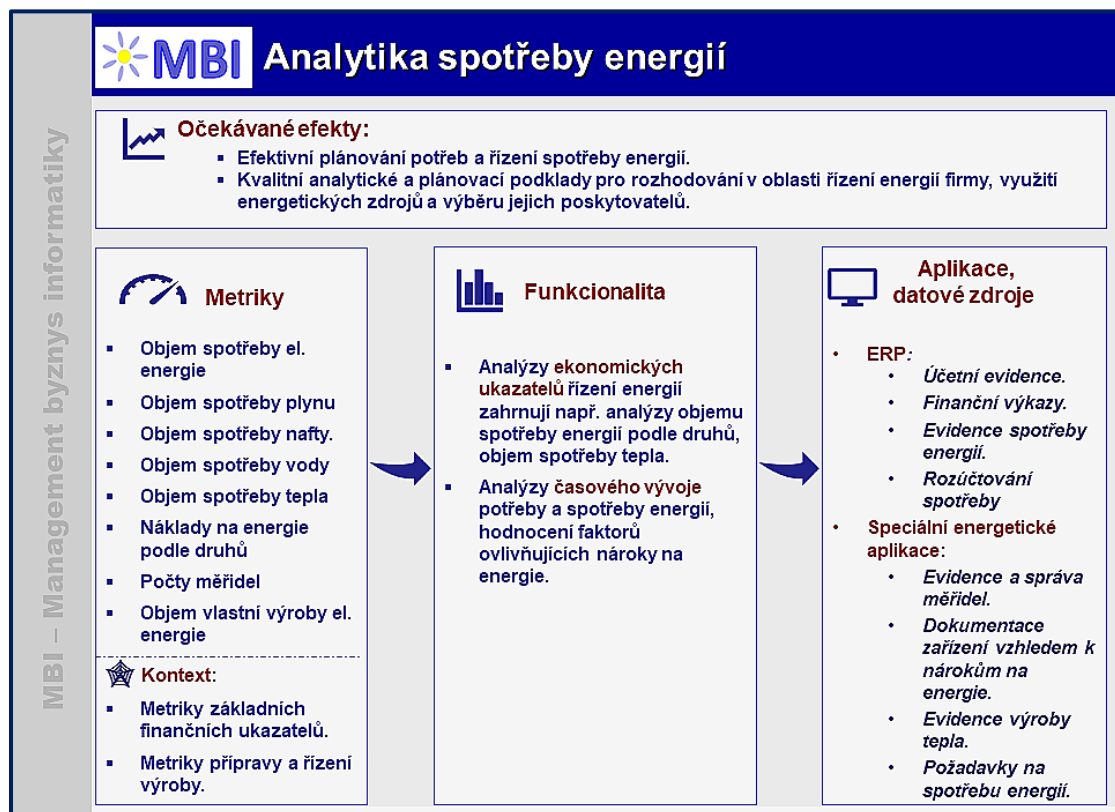 MBI Analytika spotřeby energií
MBI – Management byznys informatiky
Očekávané efekty:
▪ Efektivní plánování potřeb a řízení spotřeby energií.
▪ Kvalitní analytické a plánovací podklady pro rozhodování v oblasti řízení energií firmy, využití
energetických zdrojů a výběru jejich poskytovatelů.
Metriky
▪ Objem spotřeby el.
energie
▪ Objem spotřeby plynu
▪ Objem spotřeby nafty.
▪ Objem spotřeby vody
▪ Objem spotřeby tepla
▪ Náklady na energie
podle druhů
▪ Počty měřidel
▪ Objem vlastní výroby el.
energie
Kontext:
▪ Metriky základních
finančních ukazatelů.
▪ Metriky přípravy a řízení
výroby.
Funkcionalita
▪ Analýzy ekonomických
ukazatelů řízení energií
zahrnují např. analýzy objemu
spotřeby energií podle druhů,
objem spotřeby tepla.
▪ Analýzy časového vývoje
potřeby a spotřeby energií,
hodnocení faktorů
ovlivňujících nároky na
energie.
Aplikace,
datové zdroje
• ERP:
• Účetní evidence.
• Finanční výkazy.
• Evidence spotřeby
energií.
• Rozúčtování
spotřeby
• Speciální energetické
aplikace:
• Evidence a správa
měřidel.
• Dokumentace
zařízení vzhledem k
nárokům na
energie.
• Evidence výroby
tepla.
• Požadavky na
spotřebu energií.